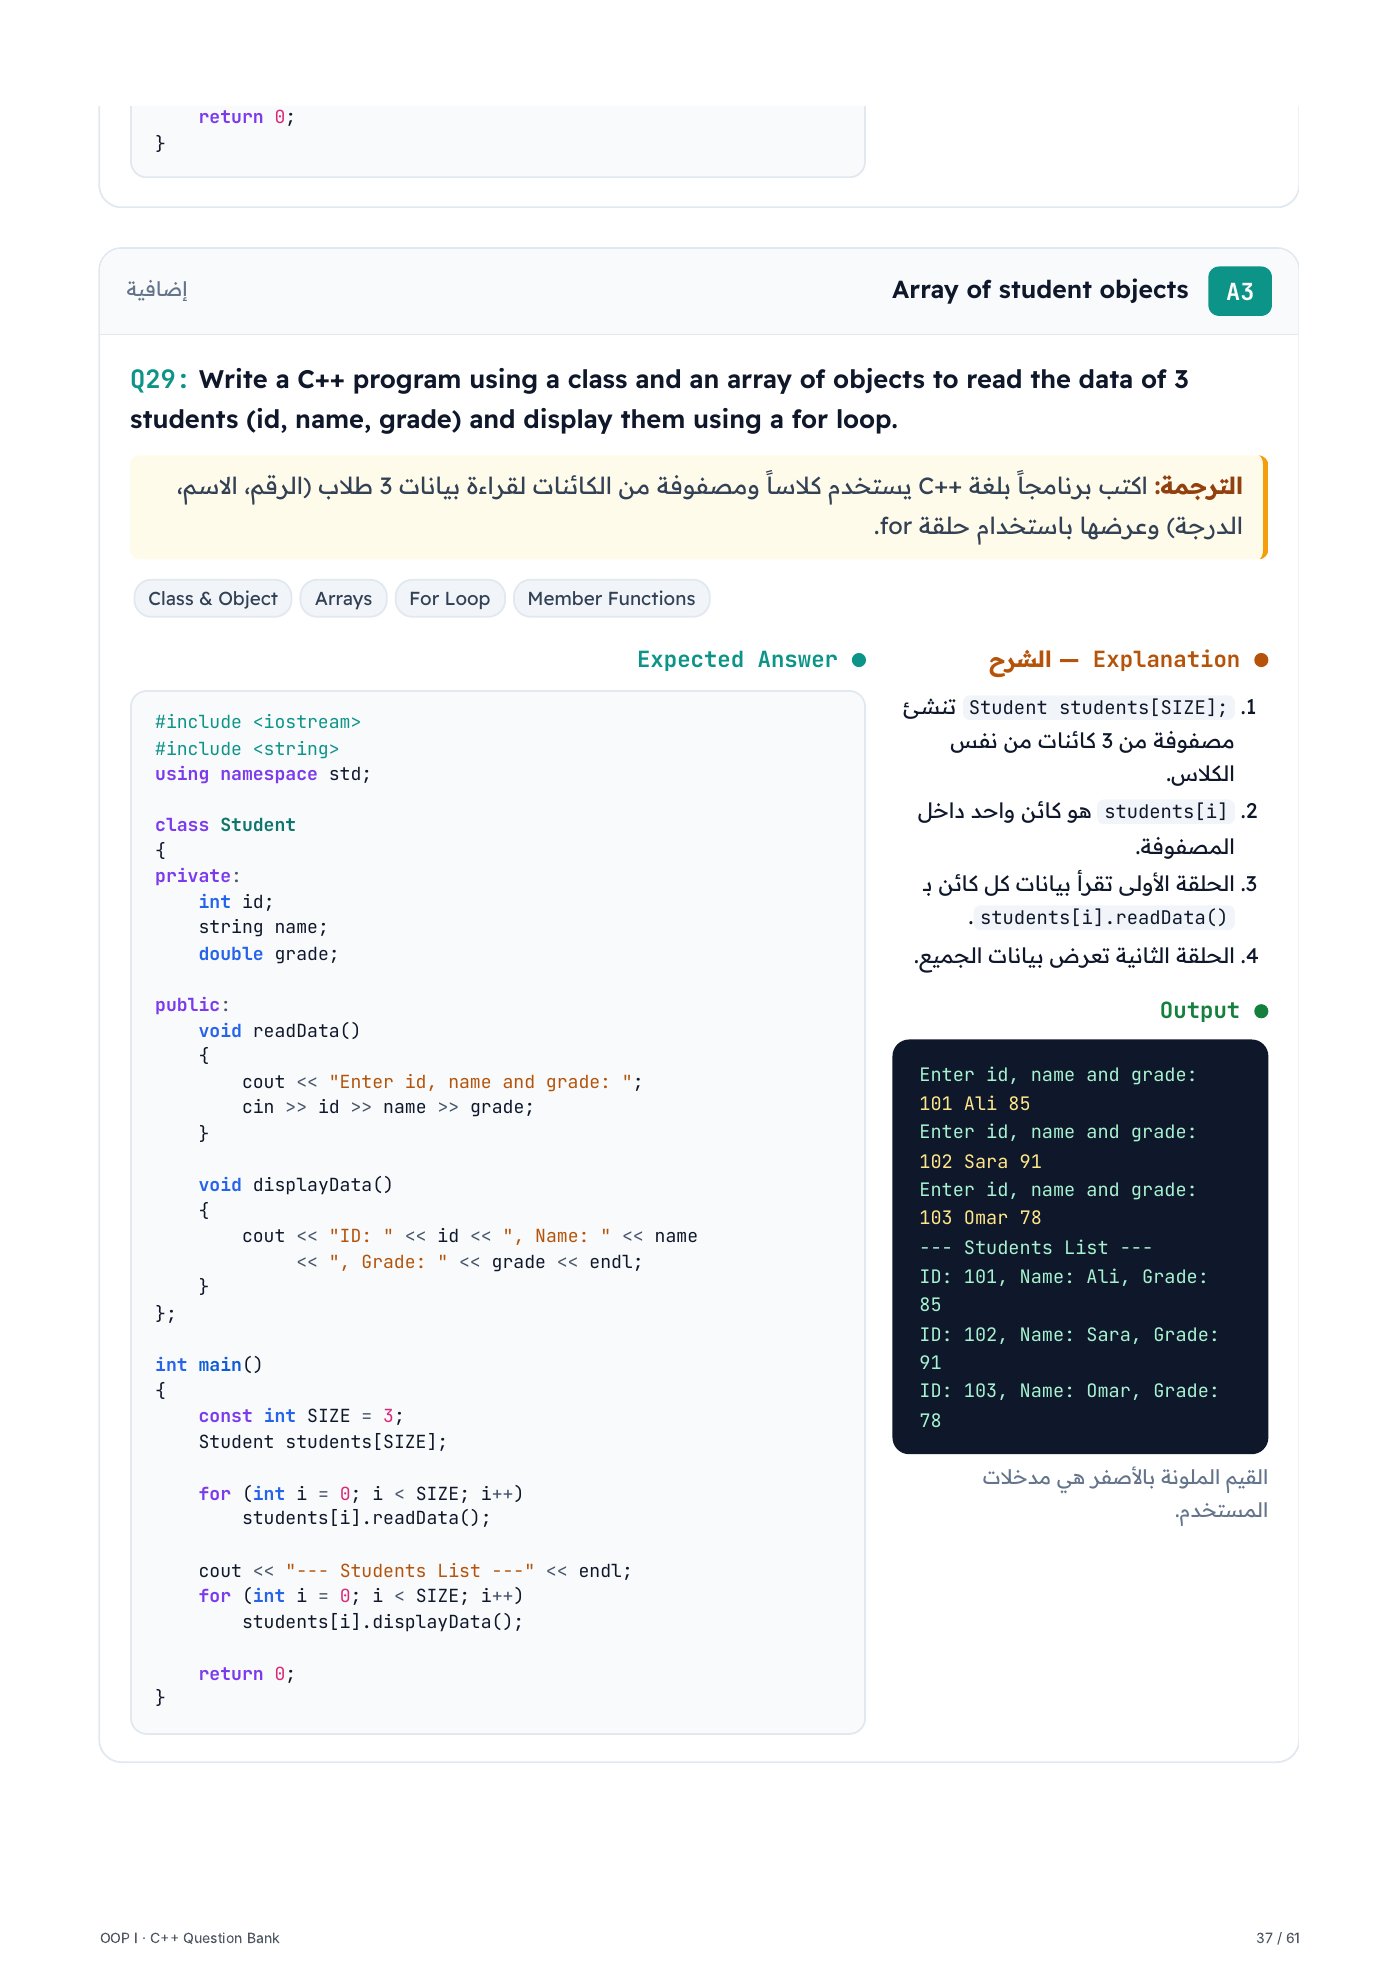 return 0;
}
A3 Array of student objects إضافية
Q29: Write a C++ program using a class and an array of objects to read the data of 3
students (id, name, grade) and display them using a for loop.
الترجمة: اكتب برنامجاً بلغة C++ يستخدم كلاساً ومصفوفة من الكائنات لقراءة بيانات 3 طلاب (الرقم، الاسم،
الدرجة) وعرضها باستخدام حلقة for.
Class & Object Arrays For Loop Member Functions
Expected Answer
#include <iostream>
#include <string>
using namespace std;

class Student
{
private:
    int id;
    string name;
    double grade;

public:
    void readData()
    {
        cout << "Enter id, name and grade: ";
        cin >> id >> name >> grade;
    }

    void displayData()
    {
        cout << "ID: " << id << ", Name: " << name
             << ", Grade: " << grade << endl;
    }
};

int main()
{
    const int SIZE = 3;
    Student students[SIZE];

    for (int i = 0; i < SIZE; i++)
        students[i].readData();

    cout << "--- Students List ---" << endl;
    for (int i = 0; i < SIZE; i++)
        students[i].displayData();

    return 0;
}
Explanation — الشرح
1. Student students[SIZE]; تنشئ
مصفوفة من 3 كائنات من نفس
الكلاس.
2. students[i] هو كائن واحد داخل
المصفوفة.
3. الحلقة الأولى تقرأ بيانات كل كائن بـ
students[i].readData() .
4. الحلقة الثانية تعرض بيانات الجميع.
Output
Enter id, name and grade:
101 Ali 85
Enter id, name and grade:
102 Sara 91
Enter id, name and grade:
103 Omar 78
--- Students List ---
ID: 101, Name: Ali, Grade:
85
ID: 102, Name: Sara, Grade:
91
ID: 103, Name: Omar, Grade:
78
القيم الملونة بالأصفر هي مدخلات
المستخدم.
OOP I · C++ Question Bank
37 / 61